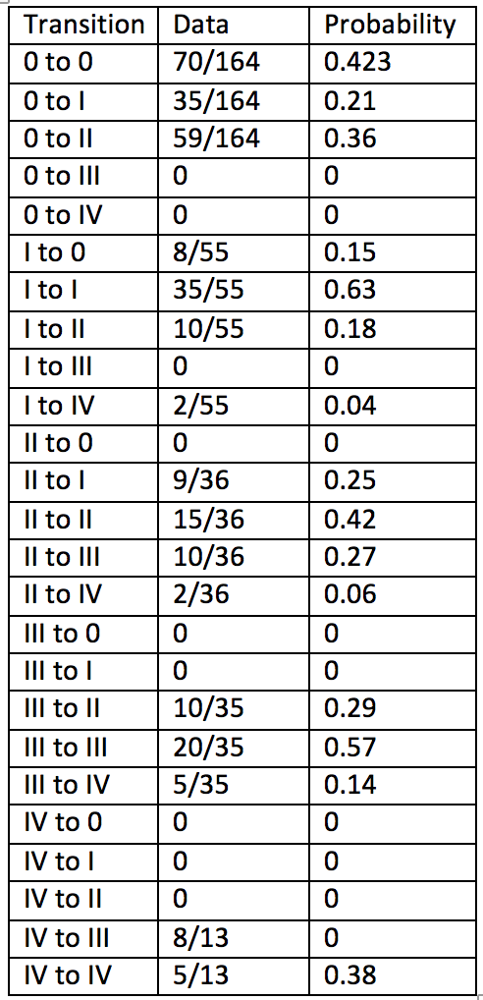 Transition Data Probability
0 to 0 70/164 0.423
0 to I 35/164 0.21
0 to II 59/164 0.36
0 to III 0 0
0 to IV 0 0
I to 0 8/55 0.15
I to I 35/55 0.63
I to II 10/55 0.18
I to III 0 0
I to IV 2/55 0.04
II to 0 0 0
II to I 9/36 0.25
II to II 15/36 0.42
II to III 10/36 0.27
II to IV 2/36 0.06
III to 0 0 0
III to I 0 0
III to II 10/35 0.29
III to III 20/35 0.57
III to IV 5/35 0.14
IV to 0 0 0
IV to I 0 0
IV to II 0 0
IV to III 8/13 0
IV to IV 5/13 0.38